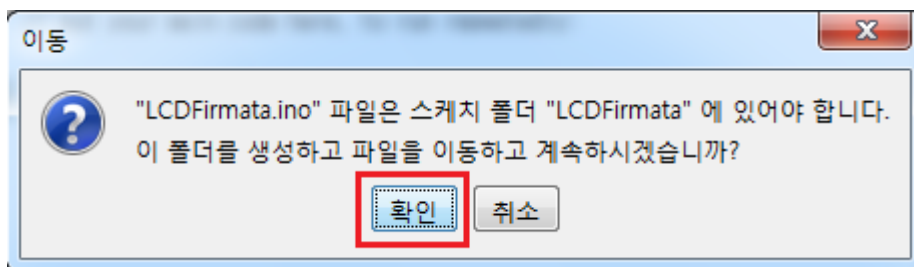 이동
"LCDFirmata.ino" 파일은 스케치 폴더 "LCDFirmata" 에 있어야 합니다.
이 폴더를 생성하고 파일을 이동하고 계속하시겠습니까?
확인 취소